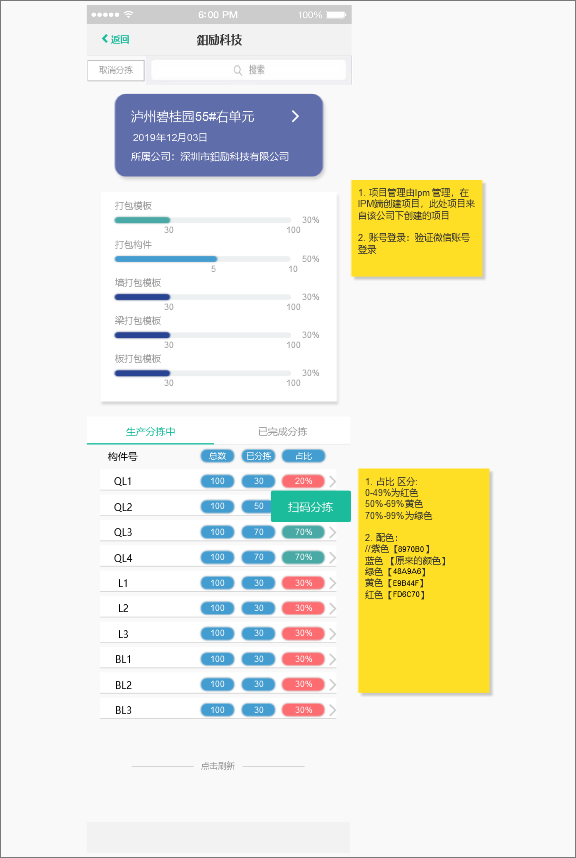 6:00 PM
100%
返回
鉬励科技
取消分拣
搜索
泸州碧桂园55#右单元
2019年12月03日
所属公司：深圳市鉬励科技有限公司
打包模板
30%
30
100
打包构件
50%
5
10
墙打包模板
30%
30
100
梁打包模板
30%
30
100
板打包模板
30%
30
100
1. 项目管理由lpm 管理，在
IPM端创建项目，此处项目来
自该公司下创建的项目
2. 账号登录：验证微信账号
登录
生产分拣中
已完成分拣
构件号 总数 已分拣 占比
QL1 100 30 20%
QL2 100 50
扫码分拣
QL3 100 70 70%
QL4 100 70 70%
L1 100 30 30%
L2 100 30 30%
L3 100 30 30%
BL1 100 30 30%
BL2 100 30 30%
BL3 100 30 30%
点击刷新
1. 占比 区分：
0-49%为红色
50%-69%黄色
70%-99%为绿色
2. 配色：
//紫色【8970B0】
蓝色 【原来的颜色】
绿色【48A9A6】
黄色【E9B44F】
红色【FD6C70】